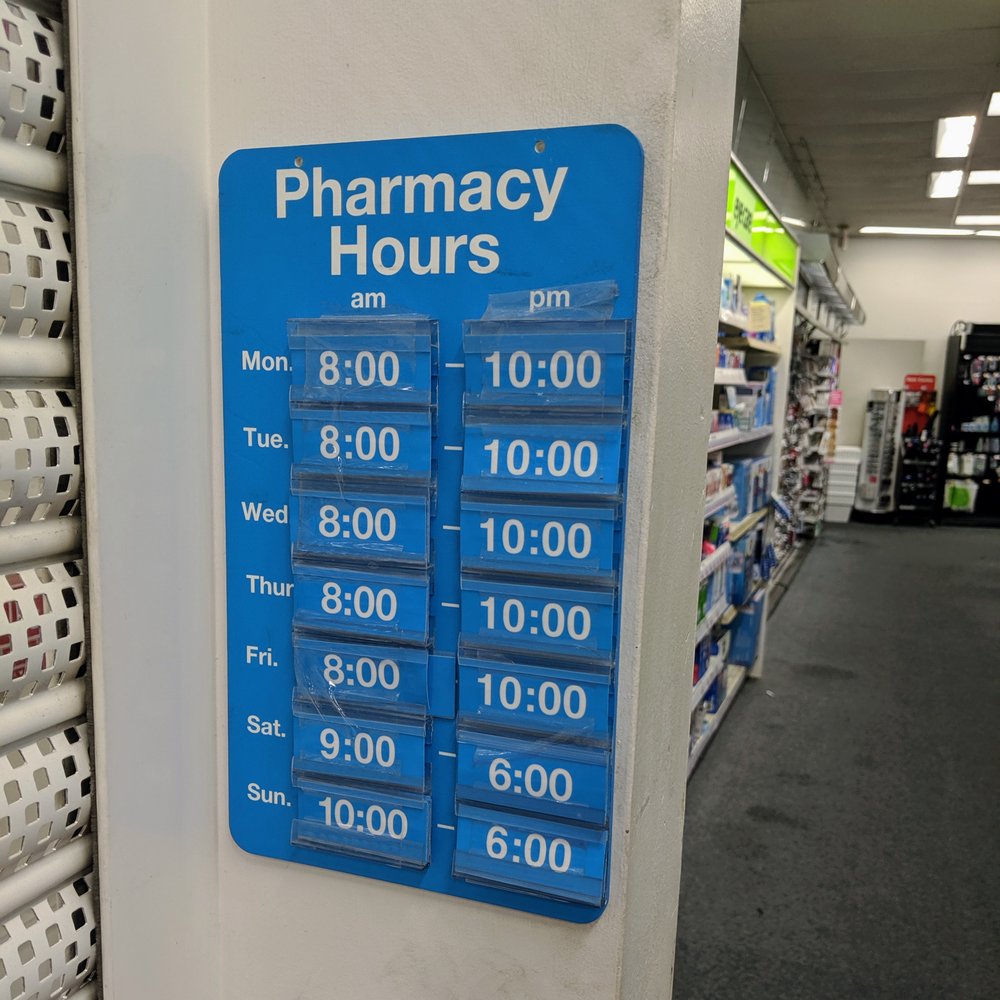 Pharmacy
Hours
am pm
Mon. 8:00 – 10:00
Tue. 8:00 – 10:00
Wed 8:00 – 10:00
Thur 8:00 – 10:00
Fri. 8:00 10:00
Sat. 9:00 – 6:00
Sun. 10:00 – 6:00
eye care